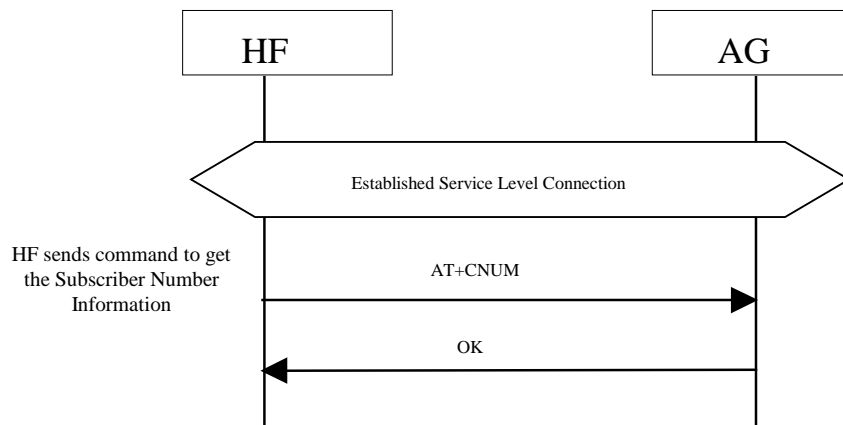 HF
AG
Established Service Level Connection
HF sends command to get
the Subscriber Number
Information
AT+CNUM
OK